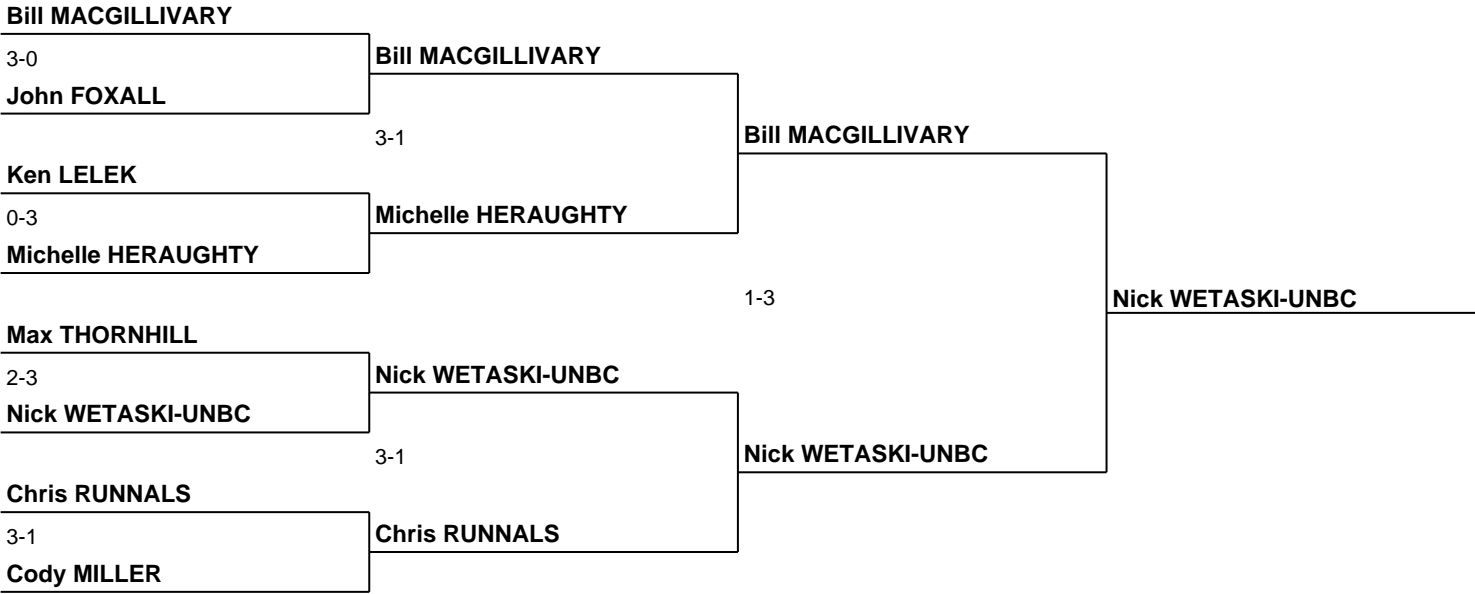 Bill MACGILLIVARY
3-0
Bill MACGILLIVARY
John FOXALL
3-1
Bill MACGILLIVARY
Ken LELEK
0-3
Michelle HERAUGHTY
Michelle HERAUGHTY
1-3
Nick WETASKI-UNBC
Max THORNHILL
2-3
Nick WETASKI-UNBC
Nick WETASKI-UNBC
3-1
Nick WETASKI-UNBC
Chris RUNNALS
3-1
Chris RUNNALS
Cody MILLER